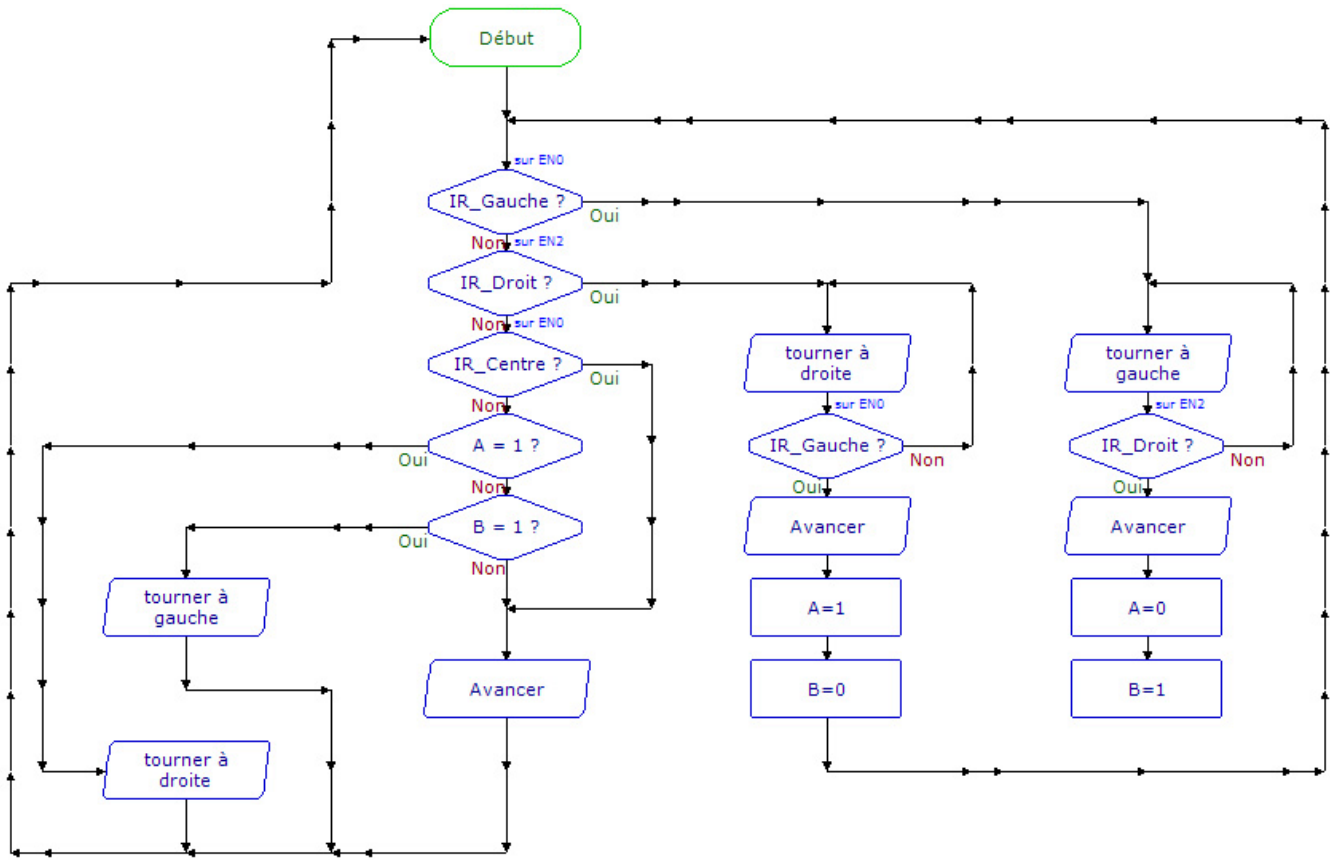 Début
sur EN0
IR_Gauche ?
Oui
Non
sur EN2
IR_Droit ?
Oui
Non
sur EN0
IR_Centre ?
Oui
Non
A = 1 ?
Oui
Non
B = 1 ?
Oui
Non
tourner à
gauche
tourner à
droite
Avancer
tourner à
droite
sur EN0
IR_Gauche ?
Non
Oui
Avancer
A=1
B=0
tourner à
gauche
sur EN2
IR_Droit ?
Non
Oui
Avancer
A=0
B=1